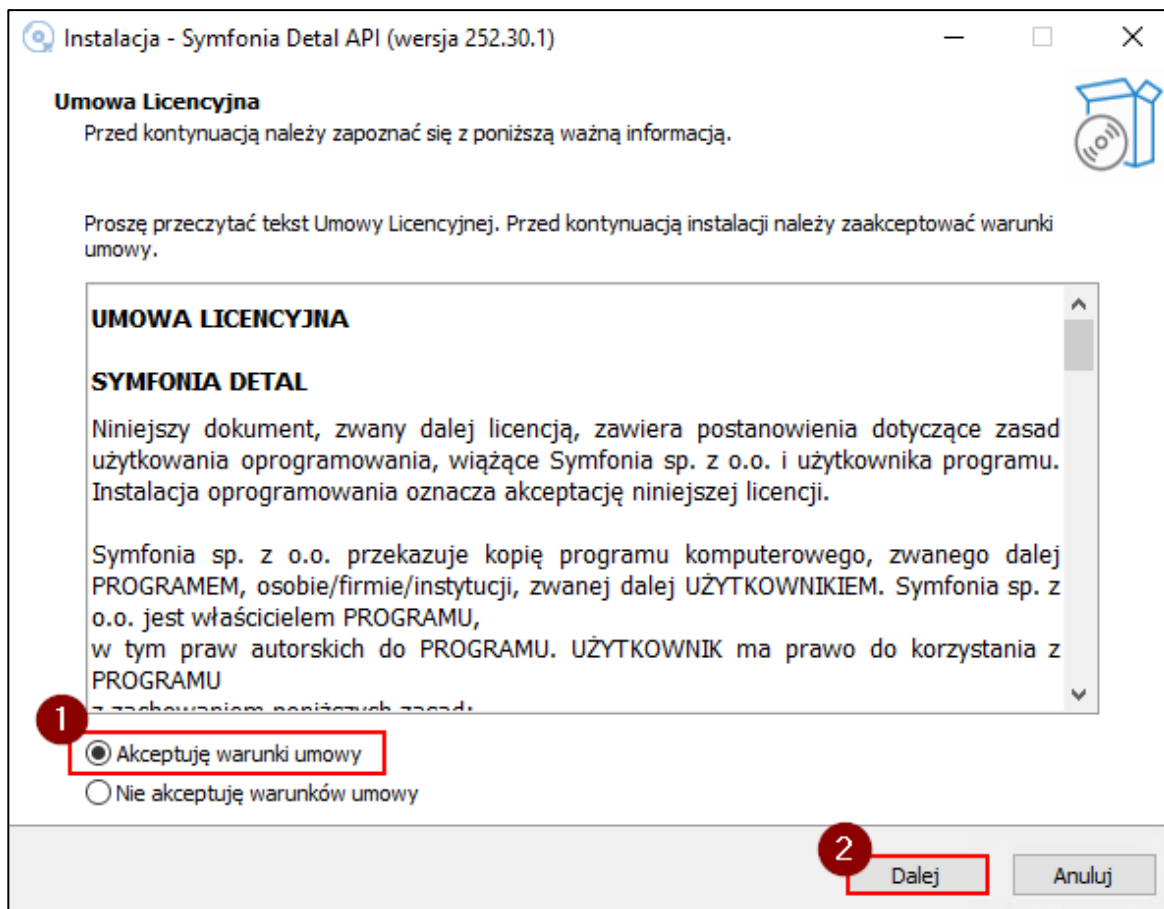 Instalacja - Symfonia Detal API (wersja 252.30.1)
Umowa Licencyjna
Przed kontynuacją należy zapoznać się z poniższą ważną informacją.
Proszę przeczytać tekst Umowy Licencyjnej. Przed kontynuacją instalacji należy zaakceptować warunki
umowy.
UMOWA LICENCYJNA
SYMFONIA DETAL
Niniejszy dokument, zwany dalej licencją, zawiera postanowienia dotyczące zasad
użytkowania oprogramowania, wiążące Symfonia sp. z o.o. i użytkownika programu.
Instalacja oprogramowania oznacza akceptację niniejszej licencji.
Symfonia sp. z o.o. przekazuje kopię programu komputerowego, zwanego dalej
PROGRAMEM, osobie/firmie/instytucji, zwanej dalej UŻYTKOWNIKIEM. Symfonia sp. z
o.o. jest właścicielem PROGRAMU,
w tym praw autorskich do PROGRAMU. UŻYTKOWNIK ma prawo do korzystania z
PROGRAMU
z zachowaniem poniższych zasad:
1
Akceptuję warunki umowy
Nie akceptuję warunków umowy
2
Dalej
Anuluj